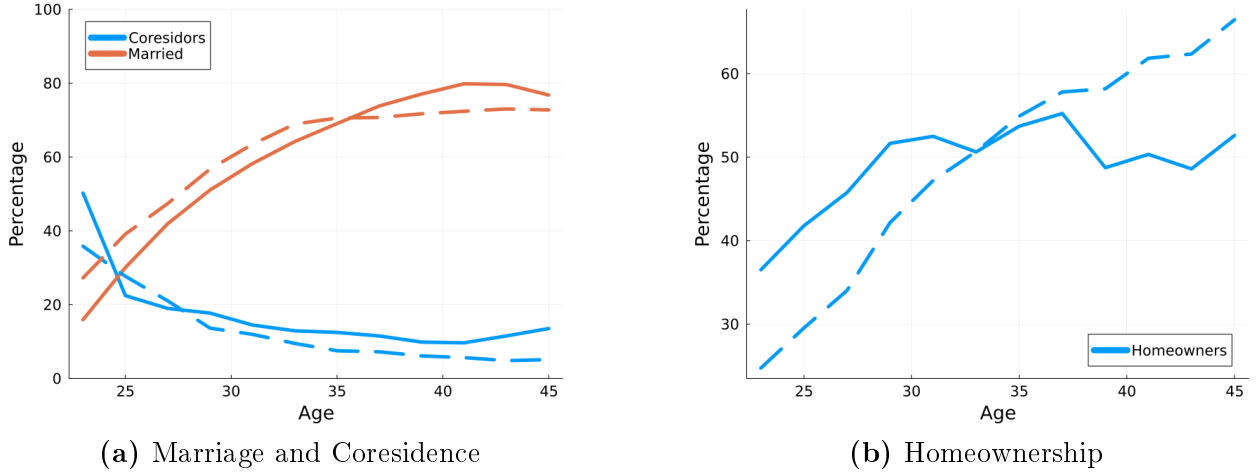 100
80
60
40
20
0
Percentage
Coresidors
Married
25 30 35 40 45
Age
(a) Marriage and Coresidence
60
50
40
30
Percentage
Homeowners
25 30 35 40 45
Age
(b) Homeownership